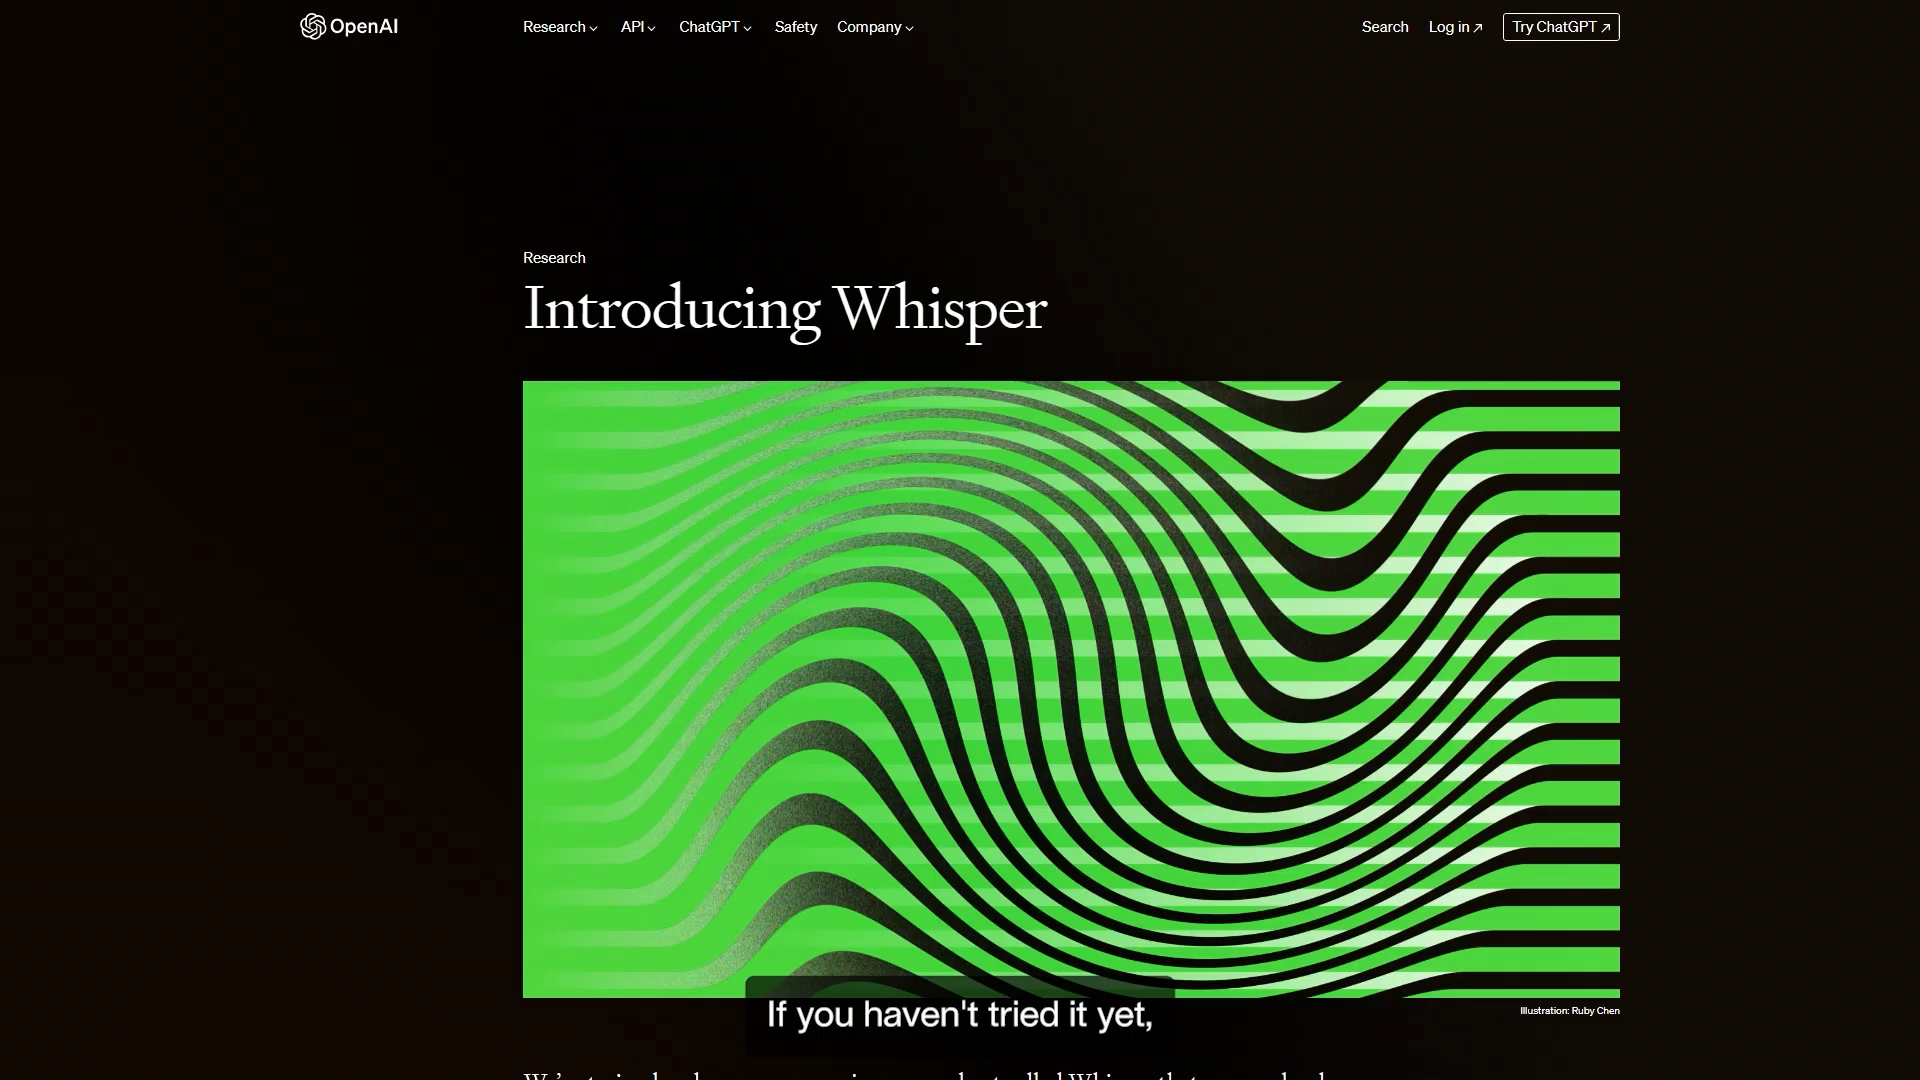 OpenAI
Research
API
ChatGPT
Safety
Company
Search
Log in ↗
Try ChatGPT ↗
Research
Introducing Whisper
If you haven't tried it yet,
Illustration: Ruby Chen